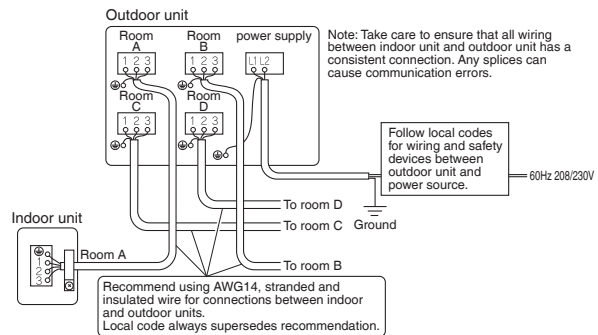 Outdoor unit
Room A
Room B
power supply
1 2 3
1 2 3
L1 L2
Room C
Room D
1 2 3
1 2 3
Note: Take care to ensure that all wiring
between indoor unit and outdoor unit has a
consistent connection. Any splices can
cause communication errors.
Follow local codes
for wiring and safety
devices between
outdoor unit and
power source.
60Hz 208/230V
Ground
To room D
To room C
To room B
Indoor unit
1
2
3
Room A
Recommend using AWG14, stranded and
insulated wire for connections between indoor
and outdoor units.
Local code always supersedes recommendation.